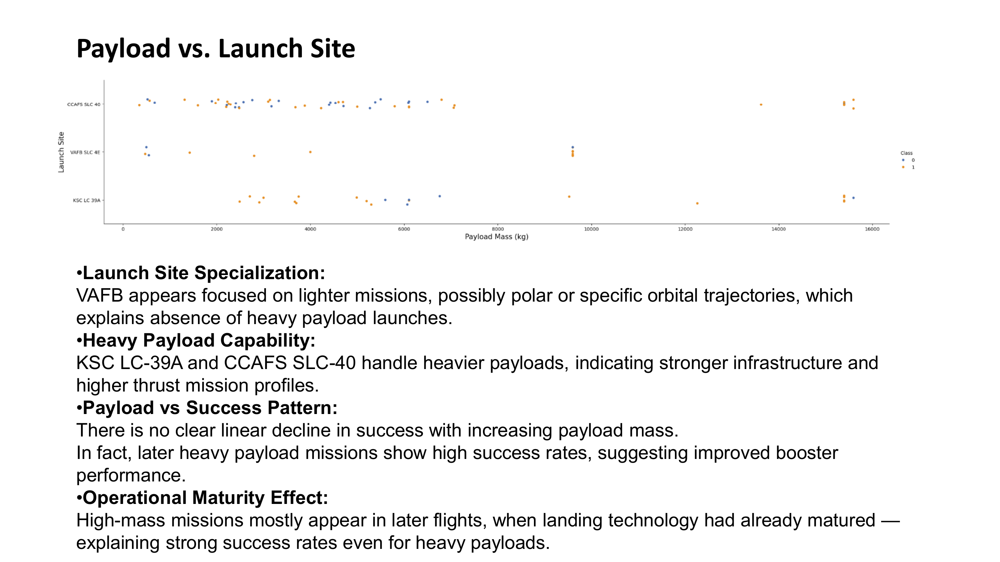 Payload vs. Launch Site
CCAFS SLC 40
VAFB SLC 4E
KSC LC 39A
Launch Site
0 2000 4000 6000 8000 10000 12000 14000 16000
Payload Mass (kg)
Class
0
1
•Launch Site Specialization:
VAFB appears focused on lighter missions, possibly polar or specific orbital trajectories, which
explains absence of heavy payload launches.
•Heavy Payload Capability:
KSC LC-39A and CCAFS SLC-40 handle heavier payloads, indicating stronger infrastructure and
higher thrust mission profiles.
•Payload vs Success Pattern:
There is no clear linear decline in success with increasing payload mass.
In fact, later heavy payload missions show high success rates, suggesting improved booster
performance.
•Operational Maturity Effect:
High-mass missions mostly appear in later flights, when landing technology had already matured —
explaining strong success rates even for heavy payloads.